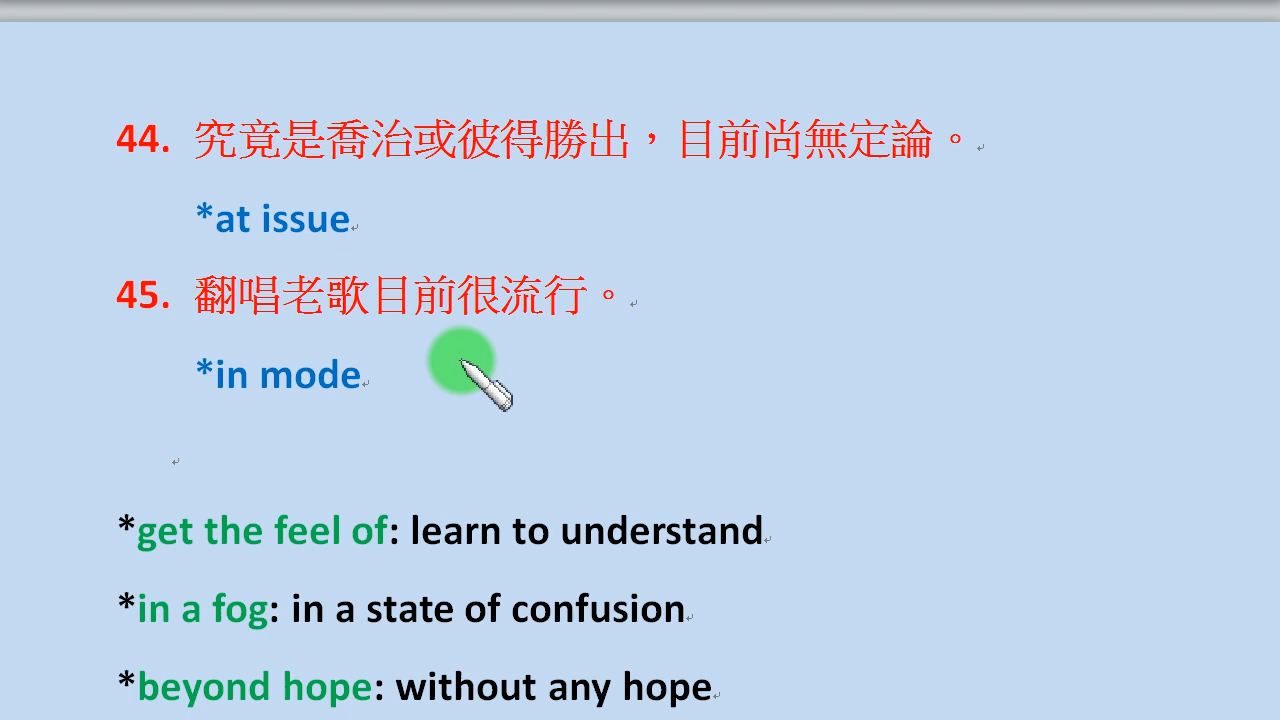 44. 究竟是喬治或彼得勝出，目前尚無定論。
*at issue
45. 翻唱老歌目前很流行。
*in mode
*get the feel of: learn to understand
*in a fog: in a state of confusion
*beyond hope: without any hope